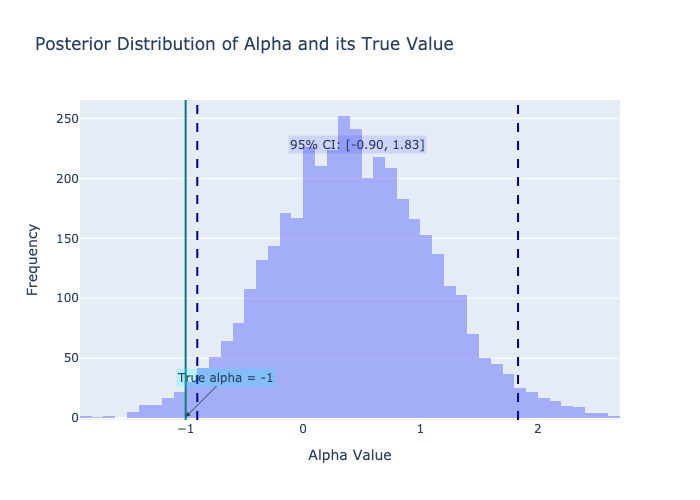 Posterior Distribution of Alpha and its True Value
250
200
150
100
50
0
Frequency
95% CI: [-0.90, 1.83]
True alpha = -1
−1
0
1
2
Alpha Value